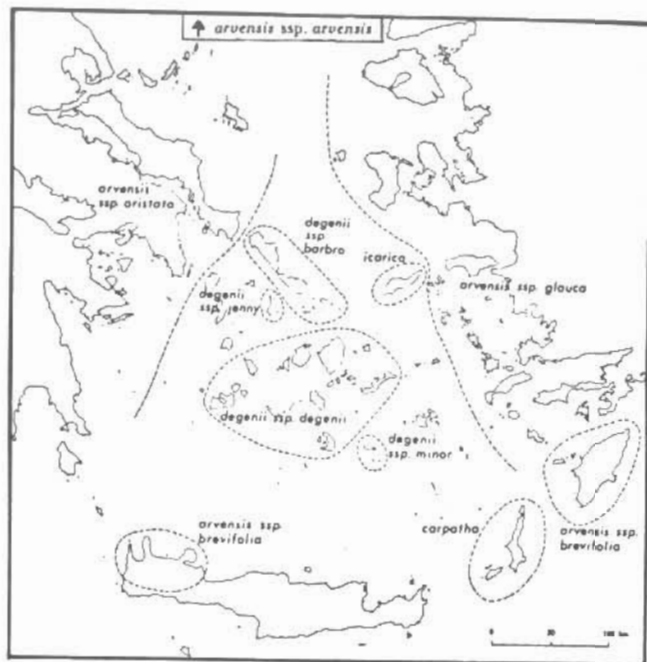 ↑ arvensis ssp. arvensis
arvensis
ssp. aristata
degenii
ssp.
barbro
icarica
arvensis ssp. glauca
degenii
ssp. jenny
degenii ssp. degenii
degenii
ssp. minor
arvensis ssp.
brevifolia
carpatha
arvensis ssp.
brevifolia
0 50 100 km